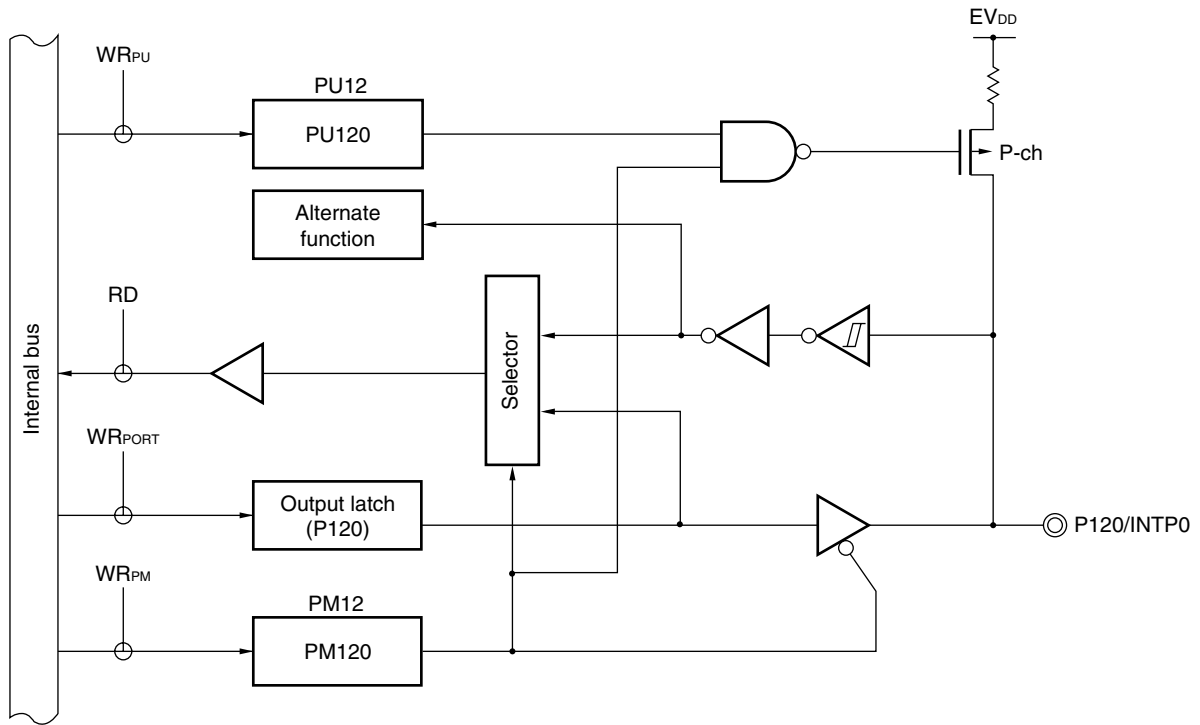 EVDD
WRPU
PU12
PU120
P-ch
Alternate
function
RD
Selector
Internal bus
WRPORT
Output latch
(P120)
P120/INTP0
WRPM
PM12
PM120